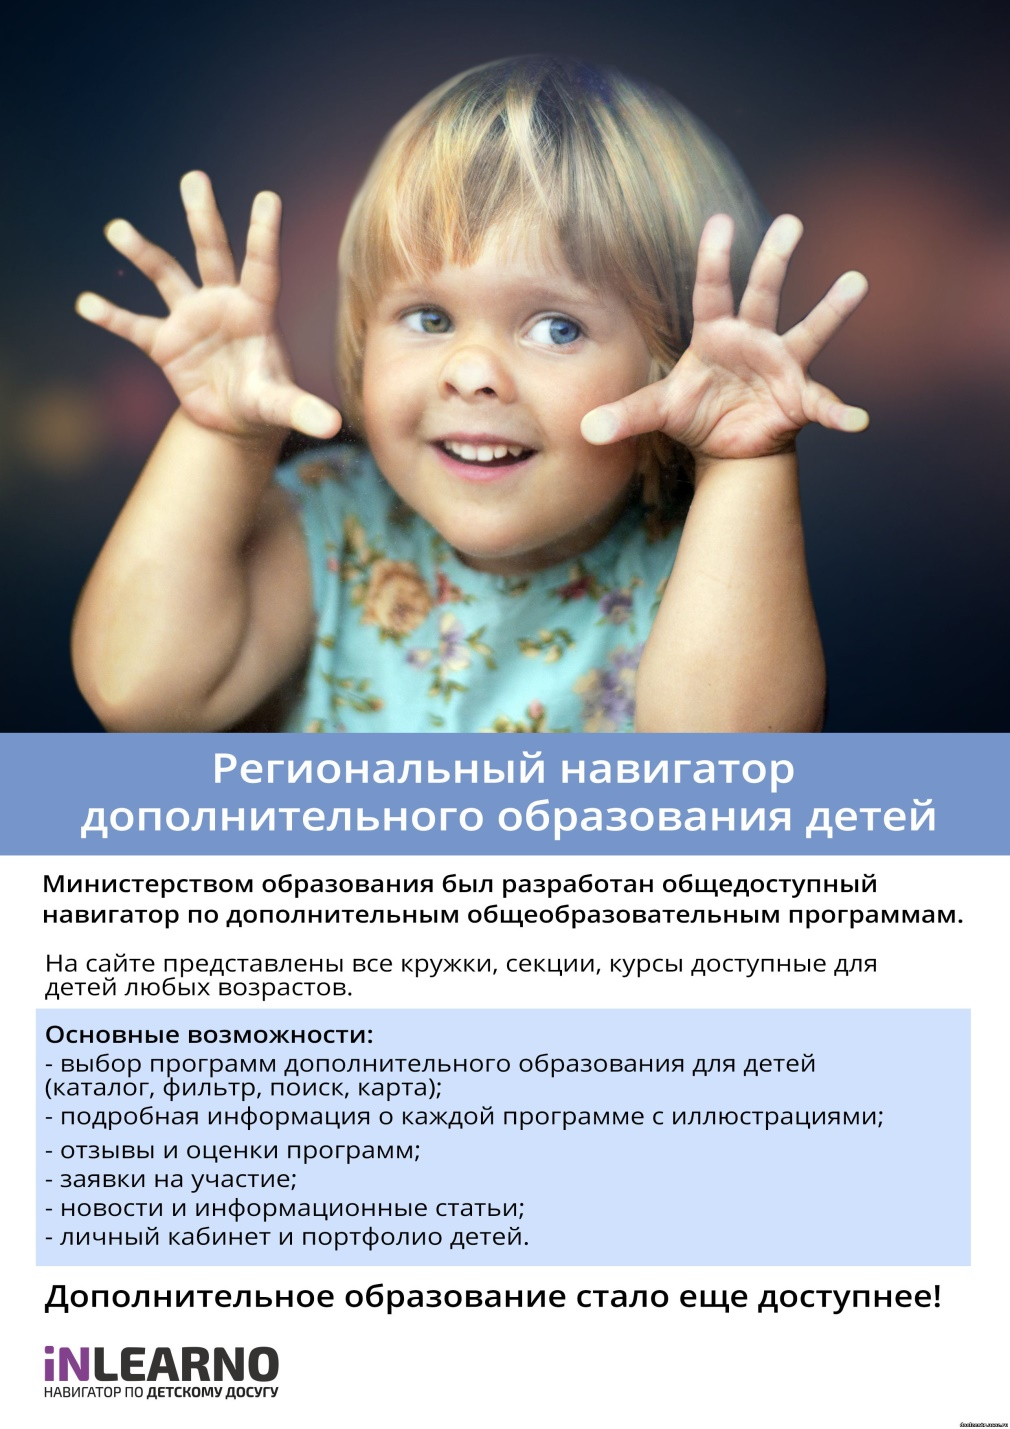 Региональный навигатор
дополнительного образования детей
Министерством образования был разработан общедоступный
навигатор по дополнительным общеобразовательным программам.
На сайте представлены все кружки, секции, курсы доступные для
детей любых возрастов.
Основные возможности:
- выбор программ дополнительного образования для детей
(каталог, фильтр, поиск, карта);
- подробная информация о каждой программе с иллюстрациями;
- отзывы и оценки программ;
- заявки на участие;
- новости и информационные статьи;
- личный кабинет и портфолио детей.
Дополнительное образование стало еще доступнее!
iNLEARNO
НАВИГАТОР ПО ДЕТСКОМУ ДОСУГУ